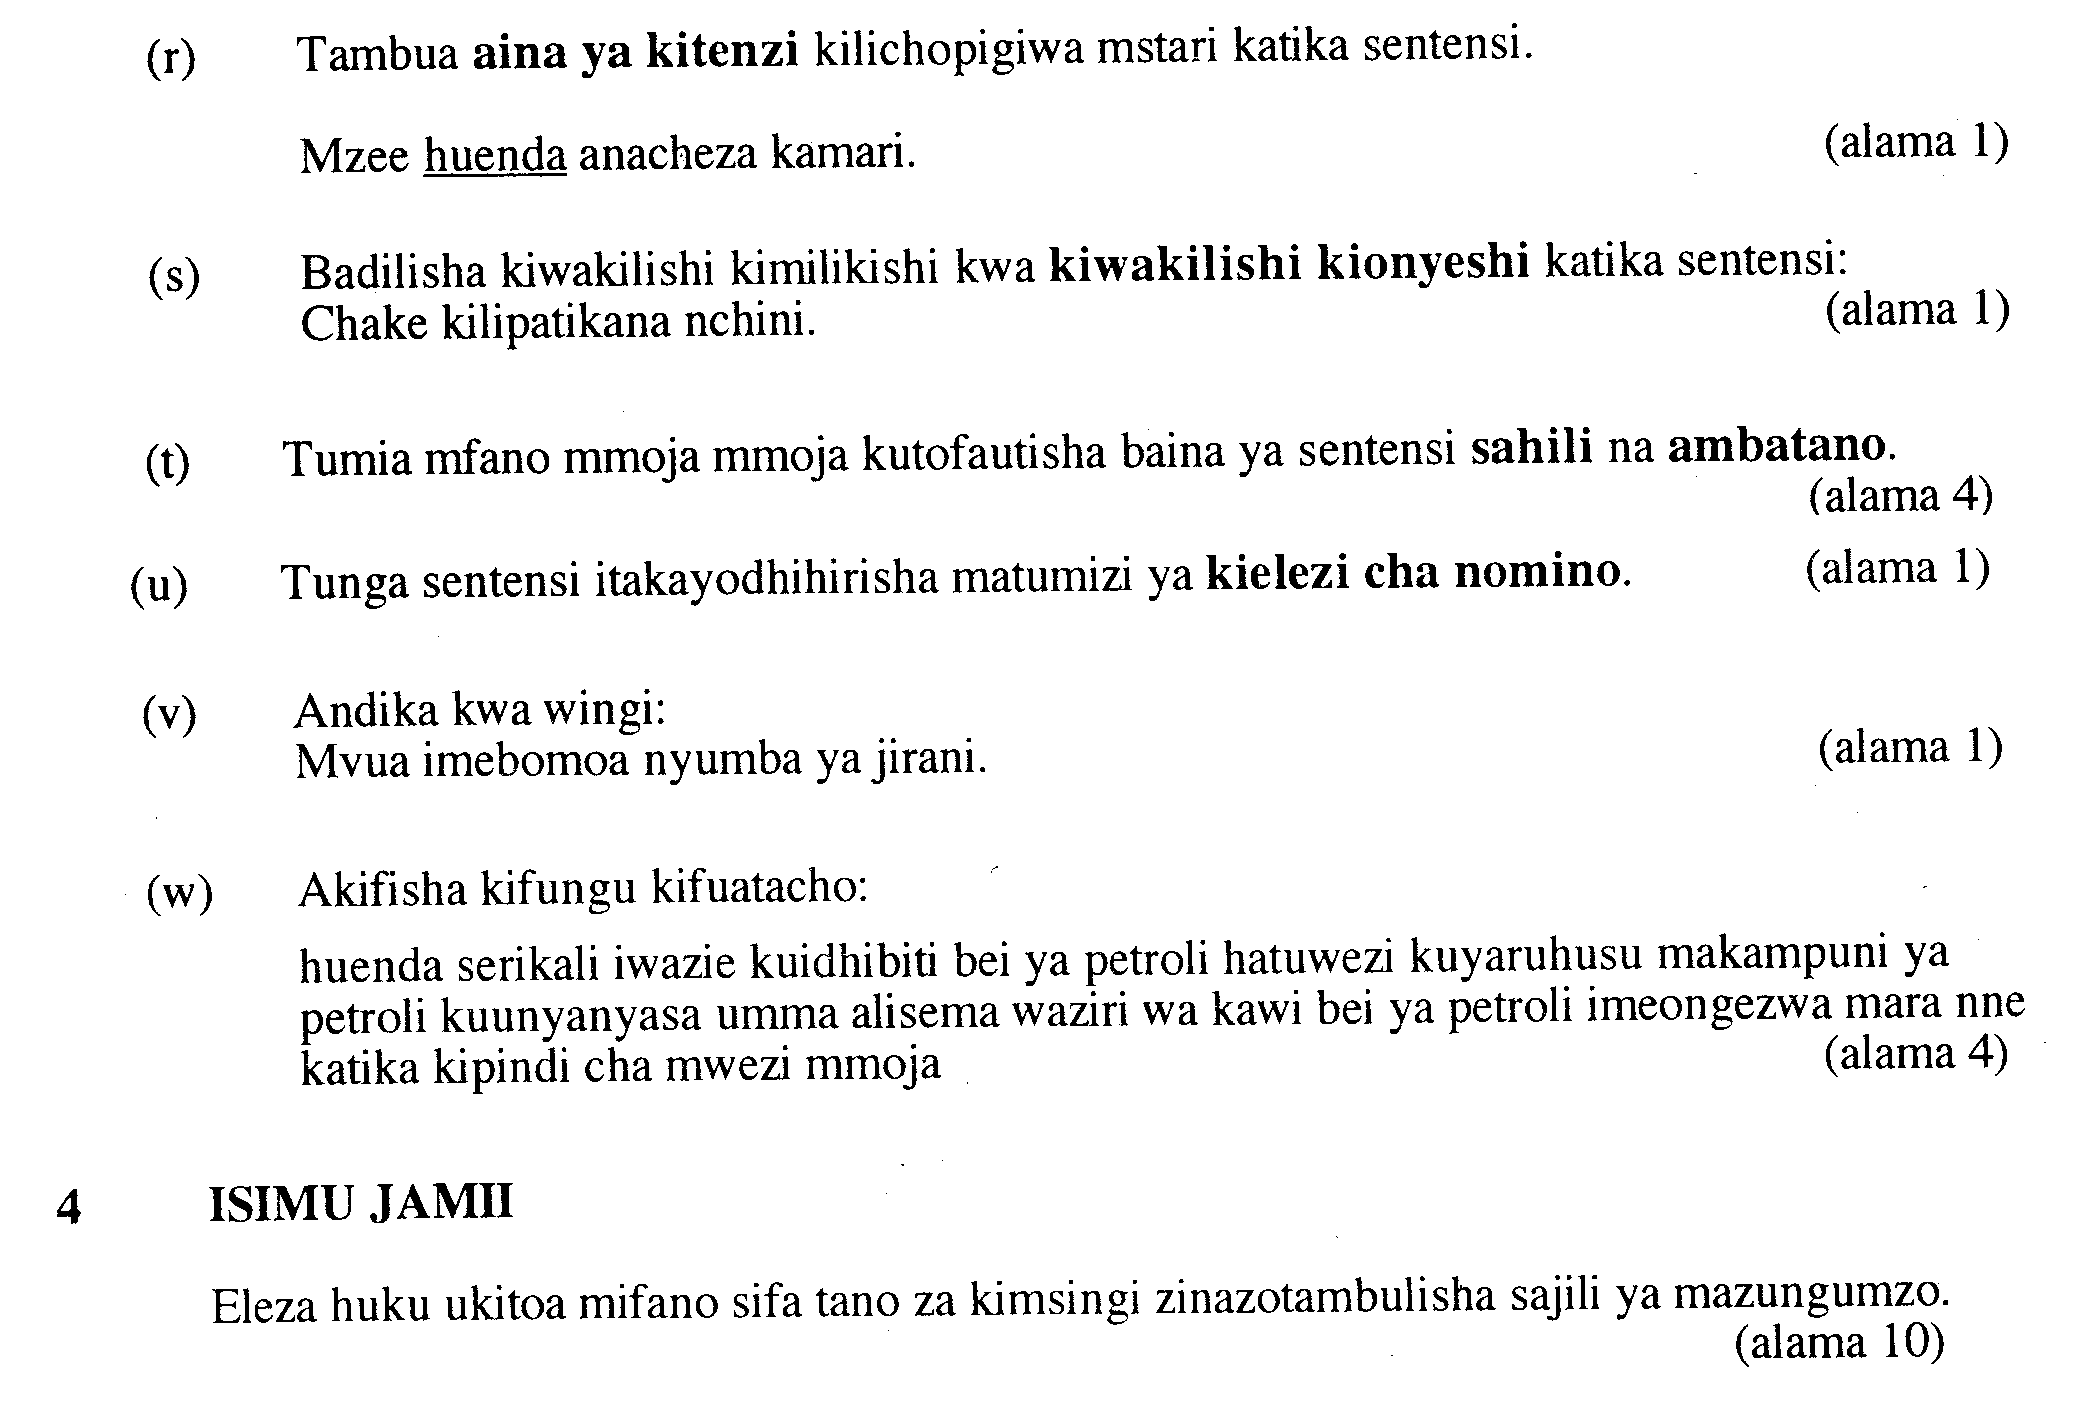 (r) Tambua aina ya kitenzi kilichopigiwa mstari katika sentensi.
Mzee huenda anacheza kamari. (alama 1)
(s) Badilisha kiwakilishi kimilikishi kwa kiwakilishi kionyeshi katika sentensi:
Chake kilipatikana nchini. (alama 1)
(t) Tumia mfano mmoja mmoja kutofautisha baina ya sentensi sahili na ambatano.
(alama 4)
(u) Tunga sentensi itakayodhihirisha matumizi ya kielezi cha nomino. (alama 1)
(v) Andika kwa wingi:
Mvua imebomoa nyumba ya jirani. (alama 1)
(w) Akifisha kifungu kifuatacho:
huenda serikali iwazie kuidhibiti bei ya petroli hatuwezi kuyaruhusu makampuni ya
petroli kuunyanyasa umma alisema waziri wa kawi bei ya petroli imeongezwa mara nne
katika kipindi cha mwezi mmoja (alama 4)
4 ISIMU JAMII
Eleza huku ukitoa mifano sifa tano za kimsingi zinazotambulisha sajili ya mazungumzo.
(alama 10)